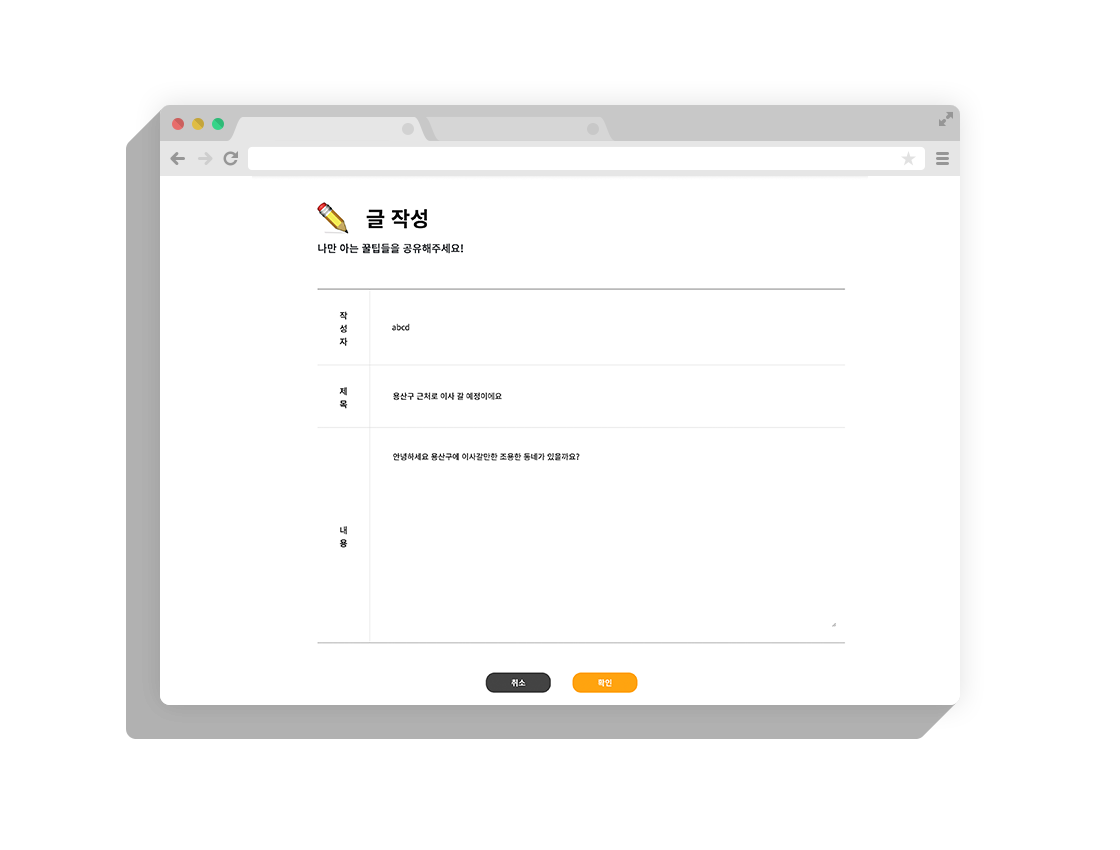 글 작성
나만 아는 꿀팁들을 공유해주세요!
작
성
자
abcd
제
목
용산구 근처로 이사 갈 예정이에요
안녕하세요 용산구에 이사갈만한 조용한 동네가 있을까요?
내
용
취소
확인